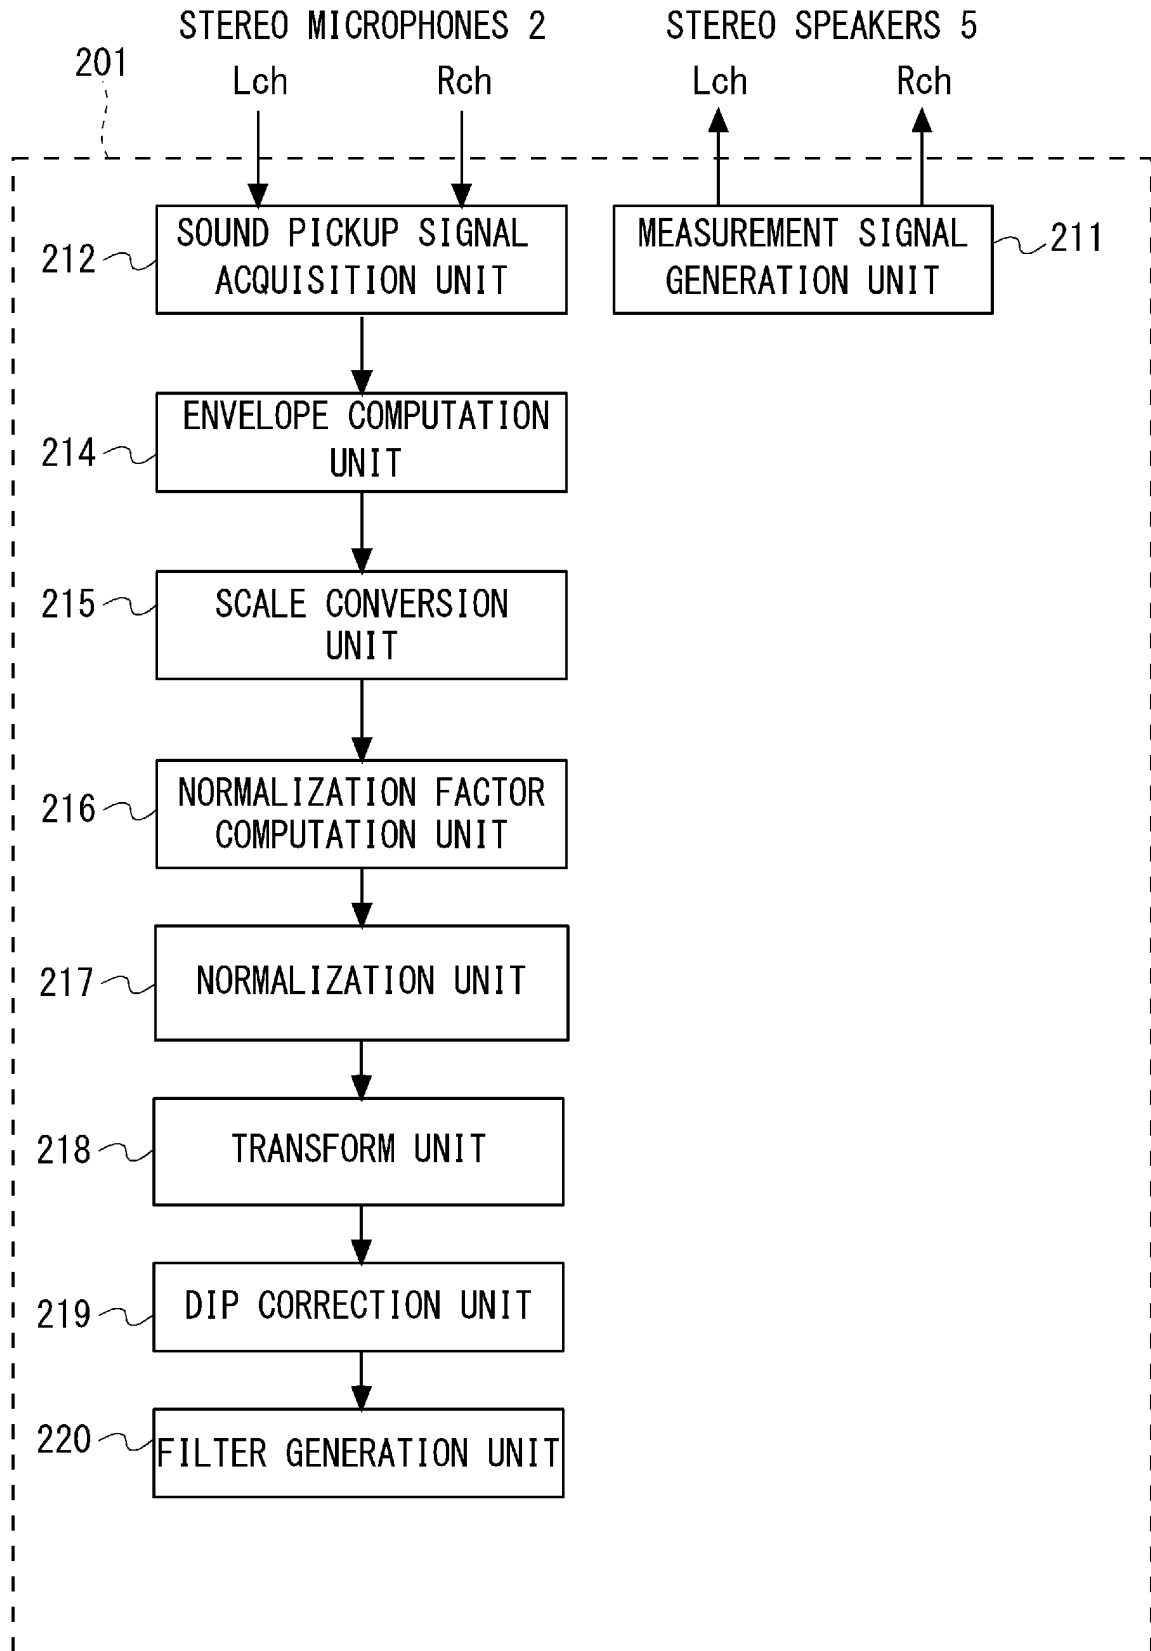 STEREO MICROPHONES 2
STEREO SPEAKERS 5
201
Lch
Rch
Lch
Rch
212
SOUND PICKUP SIGNAL
ACQUISITION UNIT
MEASUREMENT SIGNAL
GENERATION UNIT
211
214
ENVELOPE COMPUTATION
UNIT
215
SCALE CONVERSION
UNIT
216
NORMALIZATION FACTOR
COMPUTATION UNIT
217
NORMALIZATION UNIT
218
TRANSFORM UNIT
219
DIP CORRECTION UNIT
220
FILTER GENERATION UNIT